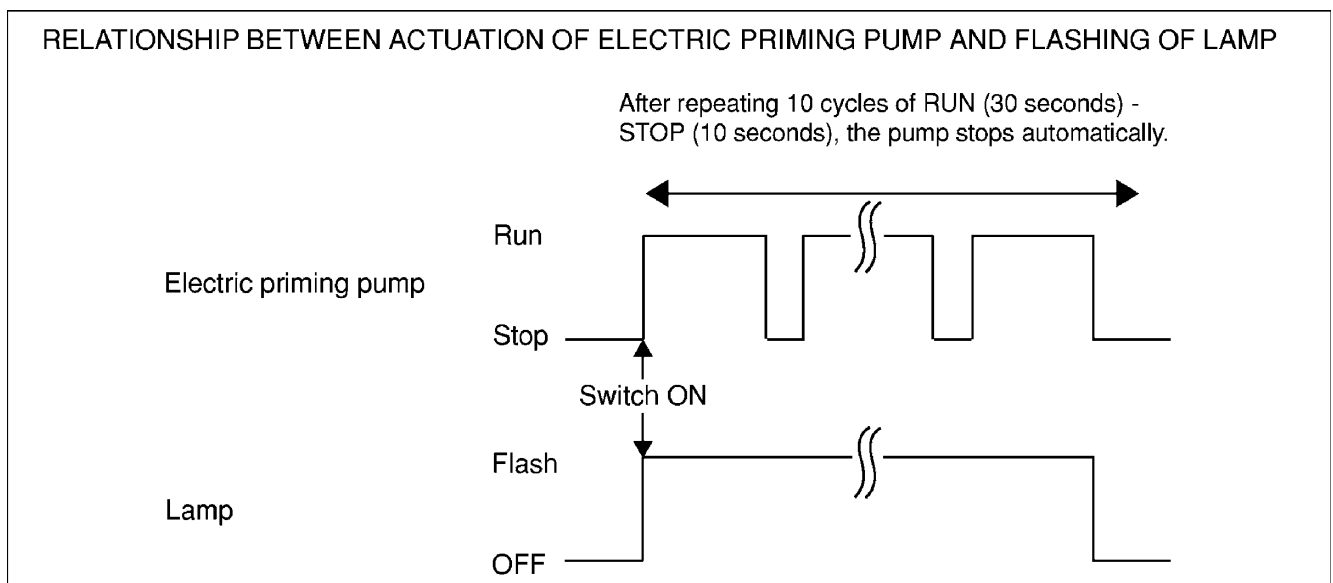 RELATIONSHIP BETWEEN ACTUATION OF ELECTRIC PRIMING PUMP AND FLASHING OF LAMP
After repeating 10 cycles of RUN (30 seconds) -
STOP (10 seconds), the pump stops automatically.
Run
Electric priming pump
Stop
Switch ON
Flash
Lamp
OFF